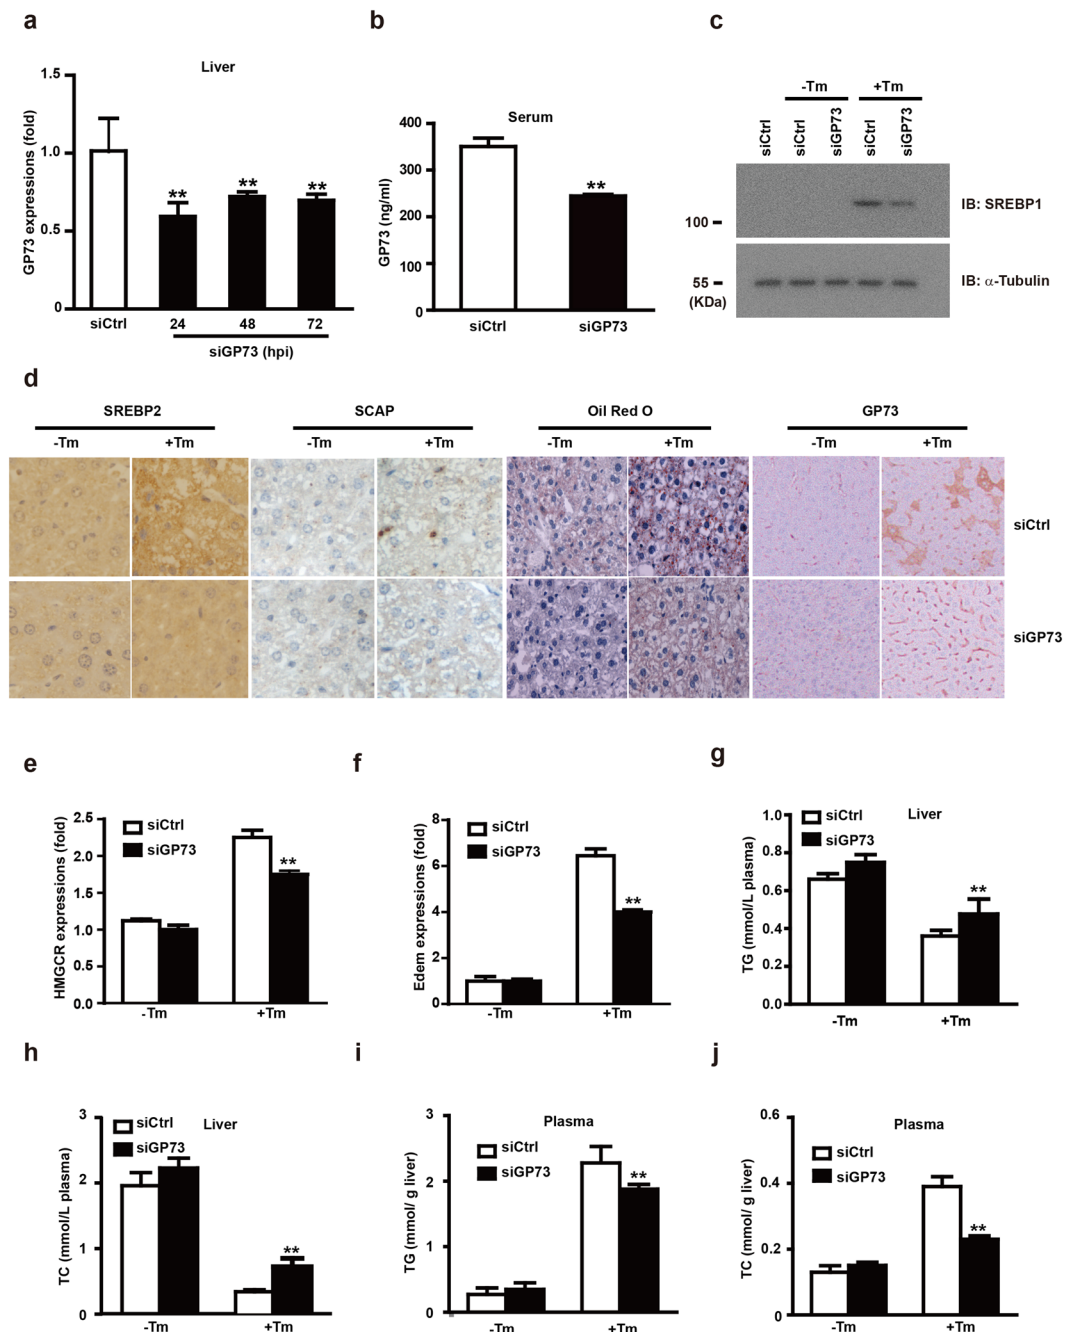 a
Liver
GP73 expressions (fold)
1.5
1.0
0.5
0
**
**
**
siCtrl
24
48
72
siGP73 (hpi)
b
Serum
GP73 (ng/ml)
400
300
200
100
0
**
siCtrl
siGP73
c
-Tm
+Tm
siCtrl
siCtrl
siGP73
siCtrl
siGP73
100
IB: SREBP1
55
(KDa)
IB: α-Tubulin
d
SREBP2
SCAP
Oil Red O
GP73
-Tm
+Tm
-Tm
+Tm
-Tm
+Tm
-Tm
+Tm
siCtrl
siGP73
e
HMGCR expressions (fold)
2.5
2.0
1.5
1.0
0.5
0.0
siCtrl
siGP73
**
-Tm
+Tm
f
Edem expressions (fold)
8
6
4
2
0
siCtrl
siGP73
**
-Tm
+Tm
g
Liver
TG (mmol/L plasma)
1.0
0.8
0.6
0.4
0.2
0.0
siCtrl
siGP73
**
-Tm
+Tm
h
Liver
TC (mmol/L plasma)
3
2
1
0
siCtrl
siGP73
**
-Tm
+Tm
i
Plasma
TG (mmol/ g liver)
3
2
1
0
siCtrl
siGP73
**
-Tm
+Tm
j
Plasma
TC (mmol/ g liver)
0.6
0.4
0.2
0
siCtrl
siGP73
**
-Tm
+Tm